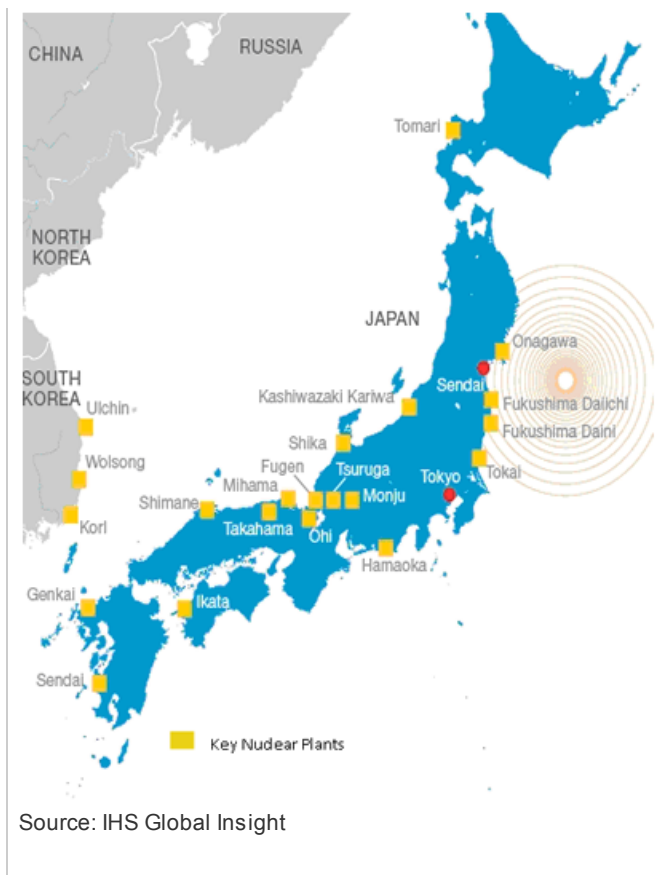 CHINA
RUSSIA
Tomari
NORTH
KOREA
JAPAN
Onagawa
SOUTH
KOREA
Sendai
Kashiwazaki Kariwa
Fukushima Daiichi
Ulchin
Fukushima Daini
Shika
Wolsong
Fugen
Tsuruga
Tokai
Mihama
Tokyo
Shimane
Monju
Takahama
Ohi
Kori
Hamaoka
Genkai
Ikata
Sendai
Key Nudear Plants
Source: IHS Global Insight